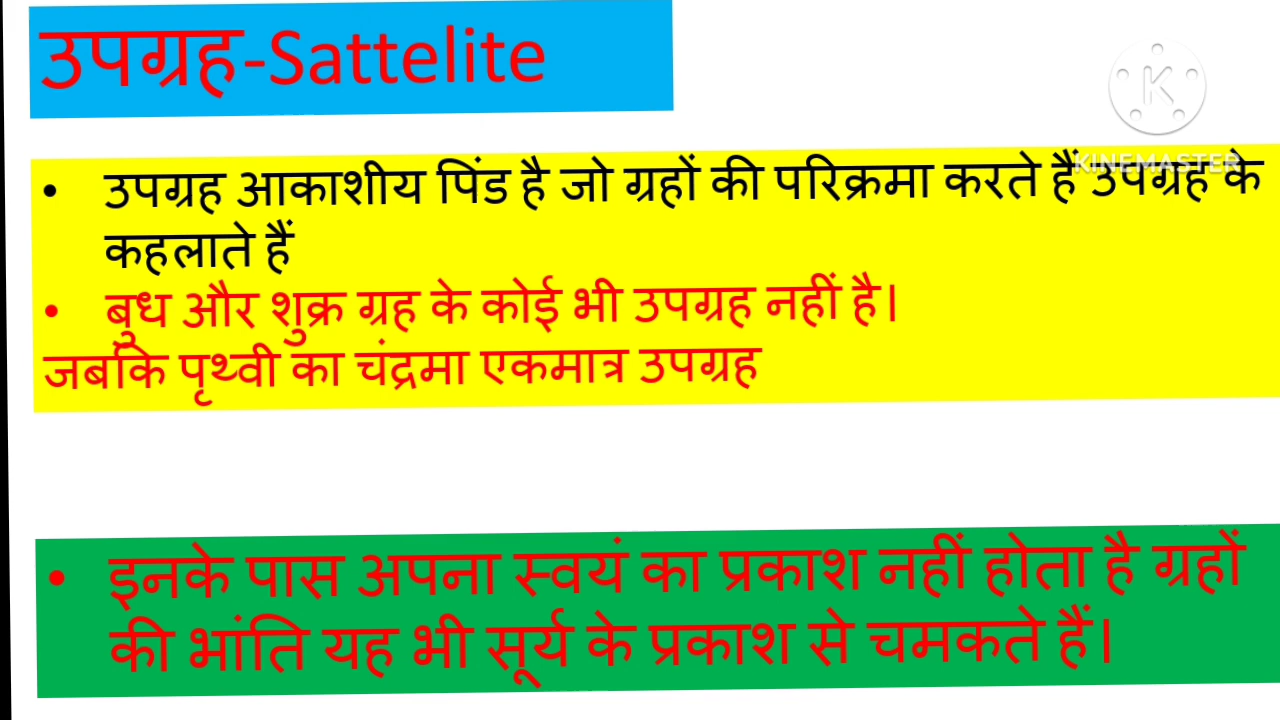 उपग्रह-Sattelite
KINEMASTER
• उपग्रह आकाशीय पिंड है जो ग्रहों की परिक्रमा करते हैं उपग्रह के
कहलाते हैं
• बुध और शुक्र ग्रह के कोई भी उपग्रह नहीं है।
जबकि पृथ्वी का चंद्रमा एकमात्र उपग्रह
• इनके पास अपना स्वयं का प्रकाश नहीं होता है ग्रहों
की भांति यह भी सूर्य के प्रकाश से चमकते हैं।